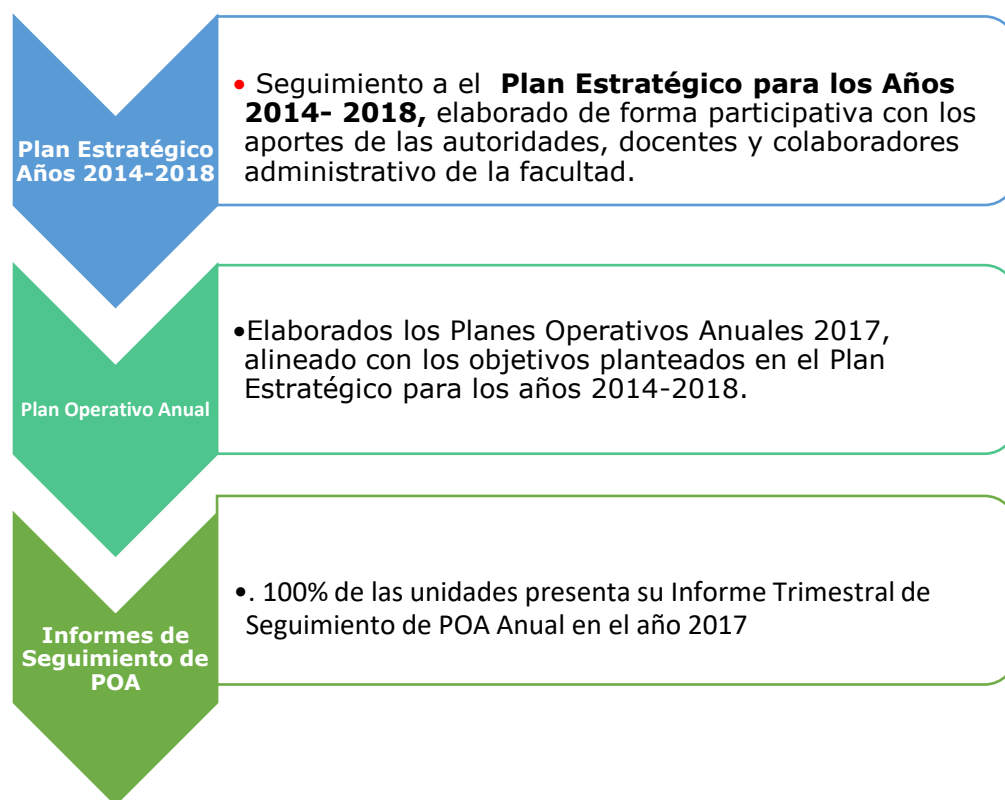 Plan Estratégico
Años 2014-2018
• Seguimiento a el Plan Estratégico para los Años
2014- 2018, elaborado de forma participativa con los
aportes de las autoridades, docentes y colaboradores
administrativo de la facultad.
Plan Operativo Anual
•Elaborados los Planes Operativos Anuales 2017,
alineado con los objetivos planteados en el Plan
Estratégico para los años 2014-2018.
Informes de
Seguimiento de
POA
•. 100% de las unidades presenta su Informe Trimestral de
Seguimiento de POA Anual en el año 2017